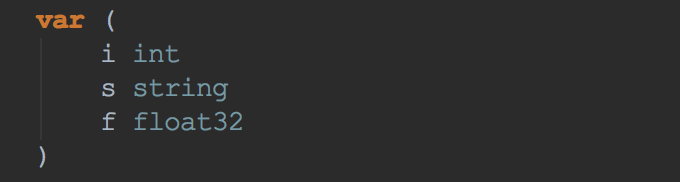 var (
    i int
    s string
    f float32
)